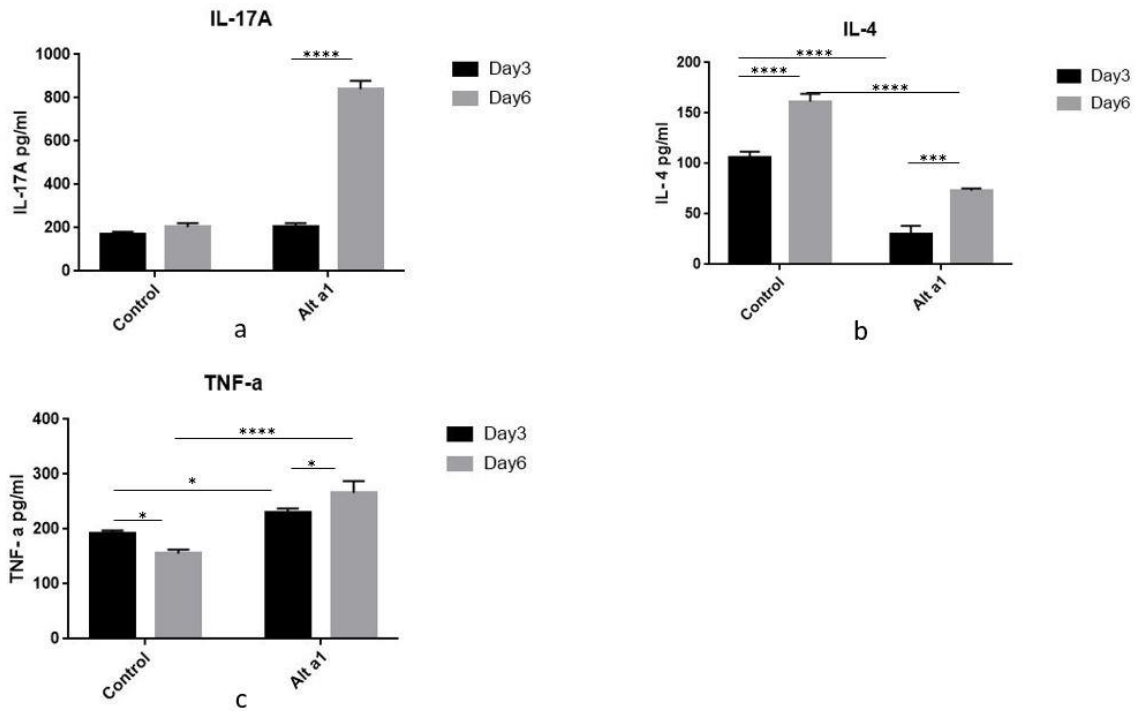 IL-17A
1000
800
600
400
200
0
IL-17A pg/ml
****
Control
Alt a1
Day3
Day6
a
IL-4
200
150
100
50
0
IL- 4 pg/ml
****
****
****
***
Control
Alt a1
Day3
Day6
b
TNF-a
400
300
200
100
0
TNF- a pg/ml
****
*
*
*
Control
Alt a1
Day3
Day6
c